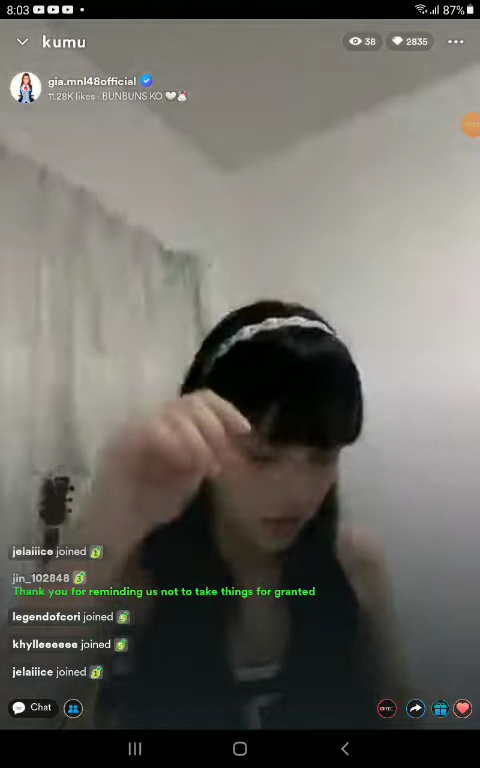 8:03
87%
kumu
38
2835
gia.mnl48official
11.28K likes · BUNBUNS KO
jelaiiice joined
jin_102848
Thank you for reminding us not to take things for granted
legendofcori joined
khylleeeeee joined
jelaiiice joined
Chat